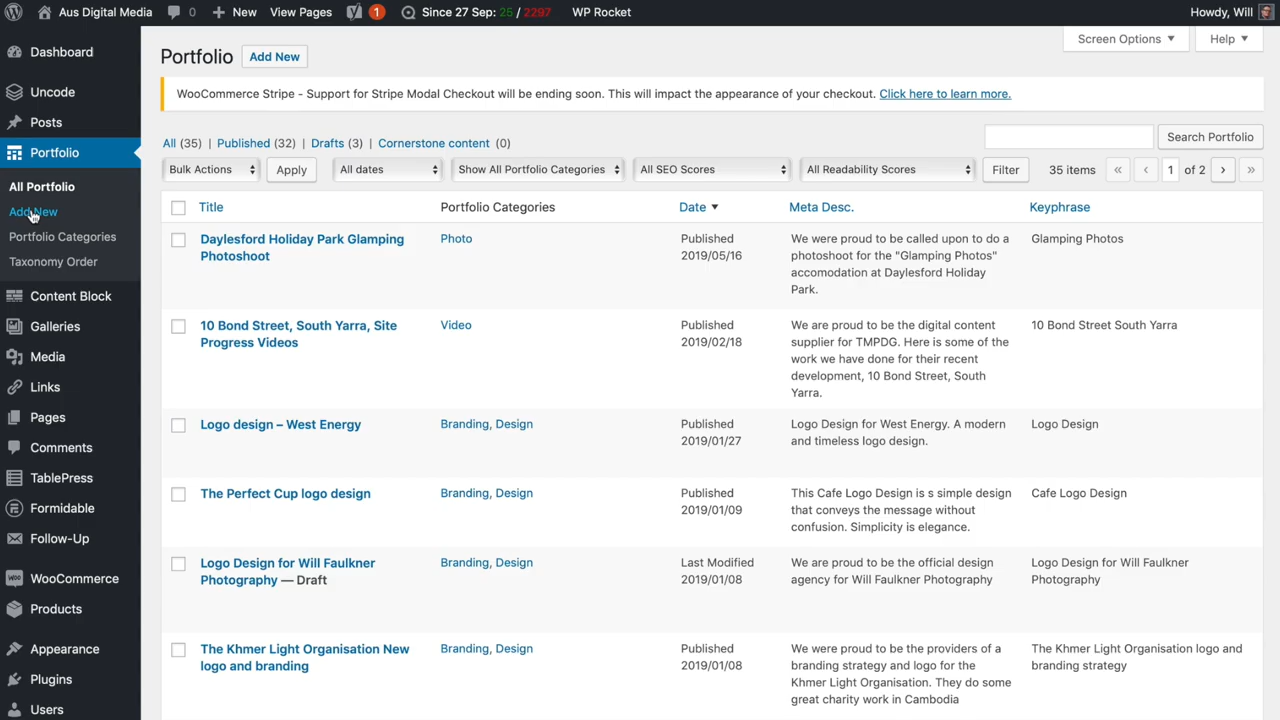 Aus Digital Media 0 New View Pages 1 Since 27 Sep: 25 / 2297 WP Rocket Howdy, Will
Dashboard
Uncode
Posts
Portfolio
All Portfolio
Add New
Portfolio Categories
Taxonomy Order
Content Block
Galleries
Media
Links
Pages
Comments
TablePress
Formidable
Follow-Up
WooCommerce
Products
Appearance
Plugins
Users
Screen Options ▼ Help ▼
Portfolio Add New
WooCommerce Stripe - Support for Stripe Modal Checkout will be ending soon. This will impact the appearance of your checkout. Click here to learn more.
All (35) | Published (32) | Drafts (3) | Cornerstone content (0)
Search Portfolio
Bulk Actions Apply All dates Show All Portfolio Categories All SEO Scores All Readability Scores Filter 35 items « ‹ 1 of 2 › »
Title Portfolio Categories Date ▼ Meta Desc. Keyphrase
Daylesford Holiday Park Glamping
Photoshoot
Photo
Published
2019/05/16
We were proud to be called upon to do a
photoshoot for the "Glamping Photos"
accomodation at Daylesford Holiday
Park.
Glamping Photos
10 Bond Street, South Yarra, Site
Progress Videos
Video
Published
2019/02/18
We are proud to be the digital content
supplier for TMPDG. Here is some of the
work we have done for their recent
development, 10 Bond Street, South
Yarra.
10 Bond Street South Yarra
Logo design – West Energy
Branding, Design
Published
2019/01/27
Logo Design for West Energy. A modern
and timeless logo design.
Logo Design
The Perfect Cup logo design
Branding, Design
Published
2019/01/09
This Cafe Logo Design is s simple design
that conveys the message without
confusion. Simplicity is elegance.
Cafe Logo Design
Logo Design for Will Faulkner
Photography — Draft
Branding, Design
Last Modified
2019/01/08
We are proud to be the official design
agency for Will Faulkner Photography
Logo Design for Will Faulkner
Photography
The Khmer Light Organisation New
logo and branding
Branding, Design
Published
2019/01/08
We were proud to be the providers of a
branding strategy and logo for the
Khmer Light Organisation. They do some
great charity work in Cambodia
The Khmer Light Organisation logo and
branding strategy